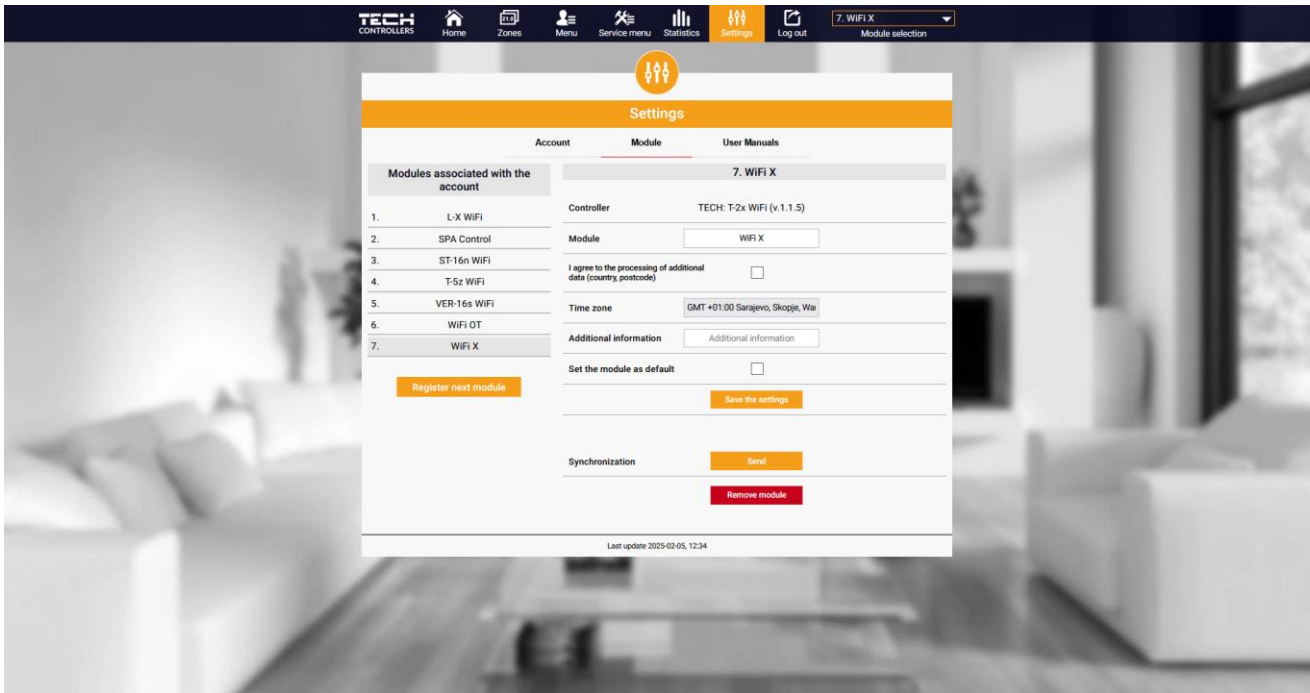 TECH
CONTROLLERS
Home
21.0
Zones
Menu
Service menu
Statistics
Settings
Log out
7. WiFi X
Module selection
Settings
Account
Module
User Manuals
Modules associated with the
account
1. L-X WiFi
2. SPA Control
3. ST-16n WiFi
4. T-5z WiFi
5. VER-16s WiFi
6. WiFi OT
7. WiFi X
Register next module
7. WiFi X
Controller TECH: T-2x WiFi (v.1.1.5)
Module WiFi X
I agree to the processing of additional
data (country, postcode)
Time zone GMT +01:00 Sarajevo, Skopje, War
Additional information Additional information
Set the module as default
Save the settings
Synchronization Send
Remove module
Last update 2025-02-05, 12:34